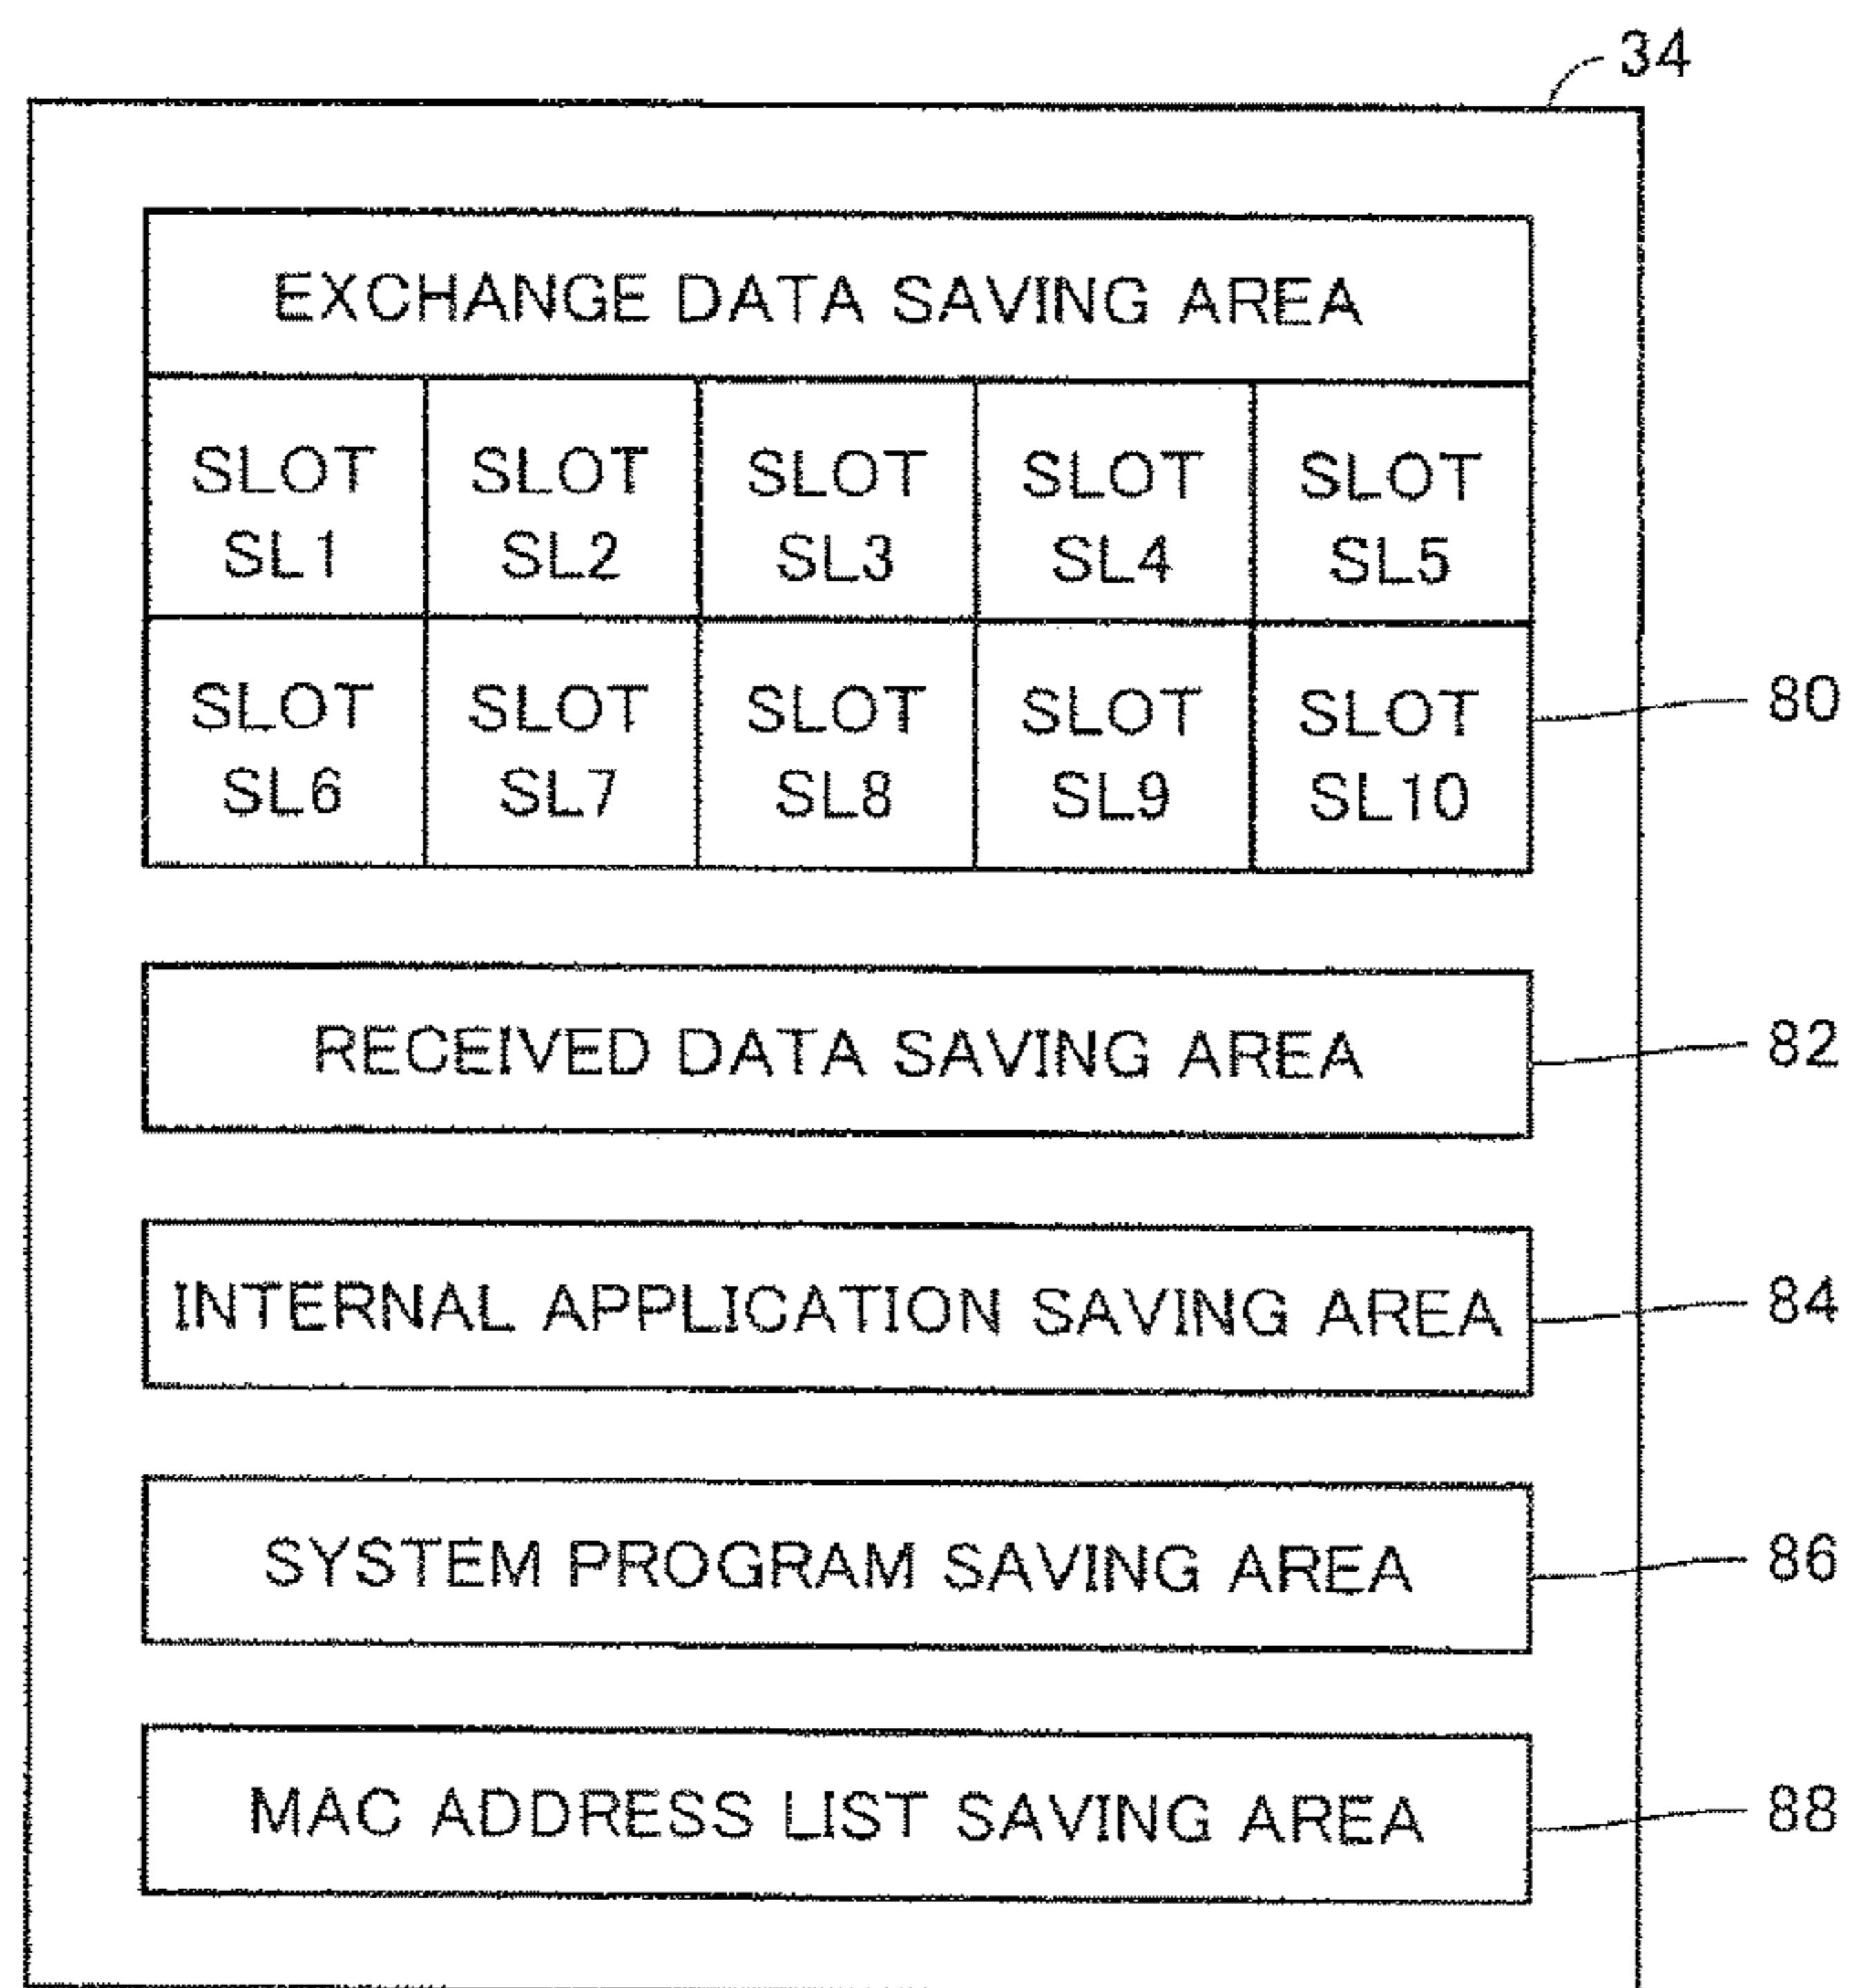 34
EXCHANGE DATA SAVING AREA
SLOT SL1
SLOT SL2
SLOT SL3
SLOT SL4
SLOT SL5
SLOT SL6
SLOT SL7
SLOT SL8
SLOT SL9
SLOT SL10
80
RECEIVED DATA SAVING AREA
82
INTERNAL APPLICATION SAVING AREA
84
SYSTEM PROGRAM SAVING AREA
86
MAC ADDRESS LIST SAVING AREA
88